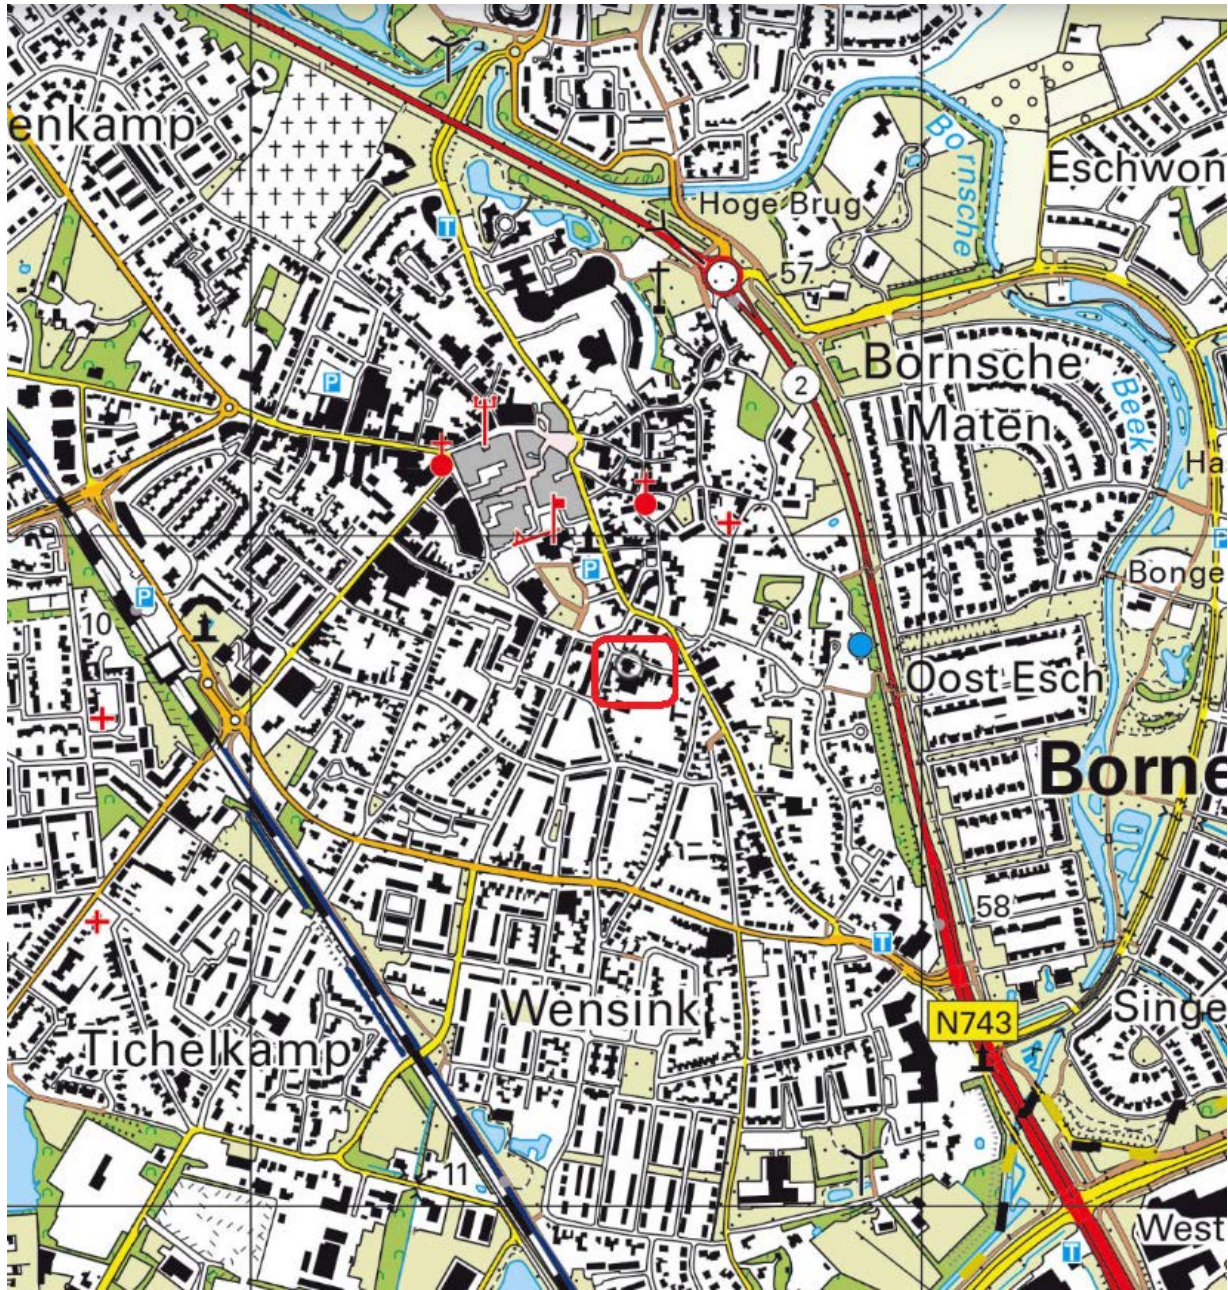 enkamp
Bornsche
Eschwon
Hoge Brug
57
T
2
Bornsche
Maten
Beek
P
Ha
P
P
Bonge
P
10
Oost Esch
Borne
58
T
Wensink
N743
Singe
Tichelkamp
11
West
T